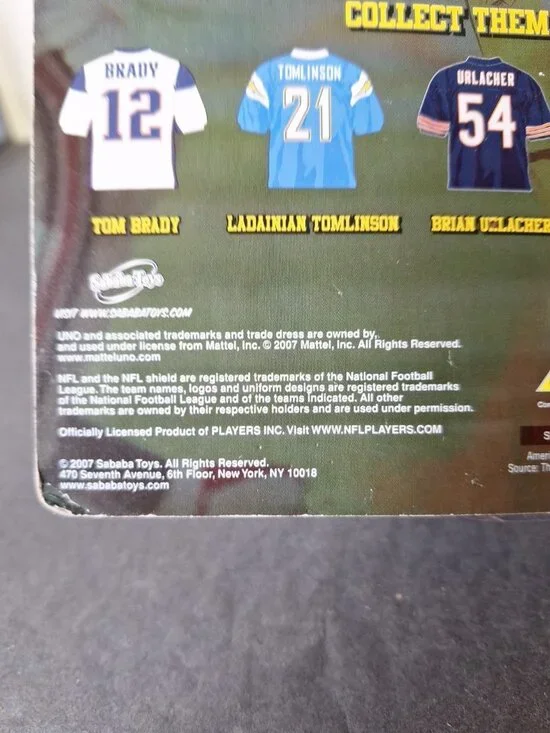 COLLECT THEM
BRADY
12
TOMLINSON
21
URLACHER
54
TOM BRADY
LADAINIAN TOMLINSON
BRIAN URLACHER
Sababa Toys
VISIT WWW.SABABATOYS.COM
UNO and associated trademarks and trade dress are owned by,
and used under license from Mattel, Inc. © 2007 Mattel, Inc. All Rights Reserved.
www.matteluno.com
NFL and the NFL shield are registered trademarks of the National Football
League. The team names, logos and uniform designs are registered trademarks
of the National Football League and of the teams indicated. All other
trademarks are owned by their respective holders and are used under permission.
Officially Licensed Product of PLAYERS INC. Visit WWW.NFLPLAYERS.COM
© 2007 Sababa Toys. All Rights Reserved.
470 Seventh Avenue, 6th Floor, New York, NY 10018
www.sababatoys.com
S
Amer
Source: Th